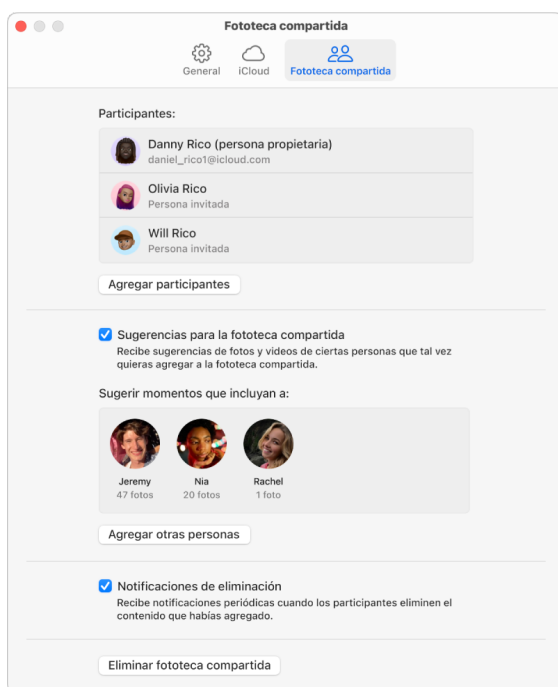 Fototeca compartida
General
iCloud
Fototeca compartida
Participantes:
Danny Rico (persona propietaria)
daniel_rico1@icloud.com
Olivia Rico
Persona invitada
Will Rico
Persona invitada
Agregar participantes
Sugerencias para la fototeca compartida
Recibe sugerencias de fotos y videos de ciertas personas que tal vez
quieras agregar a la fototeca compartida.
Sugerir momentos que incluyan a:
Jeremy
47 fotos
Nia
20 fotos
Rachel
1 foto
Agregar otras personas
Notificaciones de eliminación
Recibe notificaciones periódicas cuando los participantes eliminen el
contenido que habías agregado.
Eliminar fototeca compartida